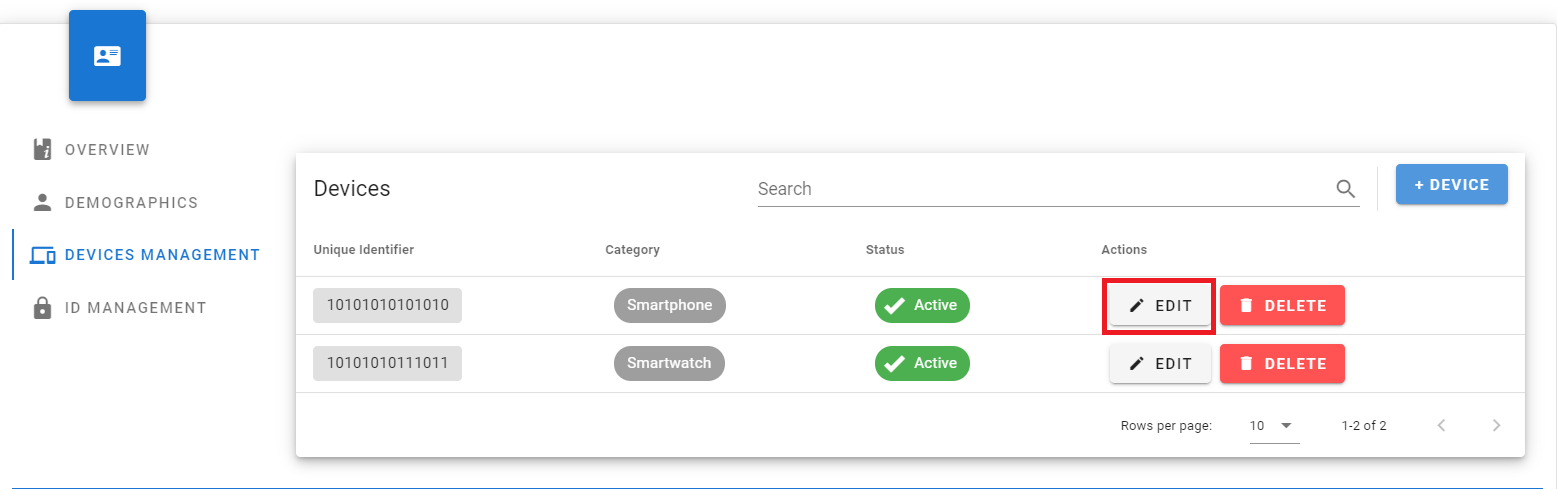 OVERVIEW
DEMOGRAPHICS
DEVICES MANAGEMENT
ID MANAGEMENT
Devices
Search
+ DEVICE
Unique Identifier Category Status Actions
10101010101010 Smartphone Active EDIT DELETE
10101010111011 Smartwatch Active EDIT DELETE
Rows per page: 10 1-2 of 2